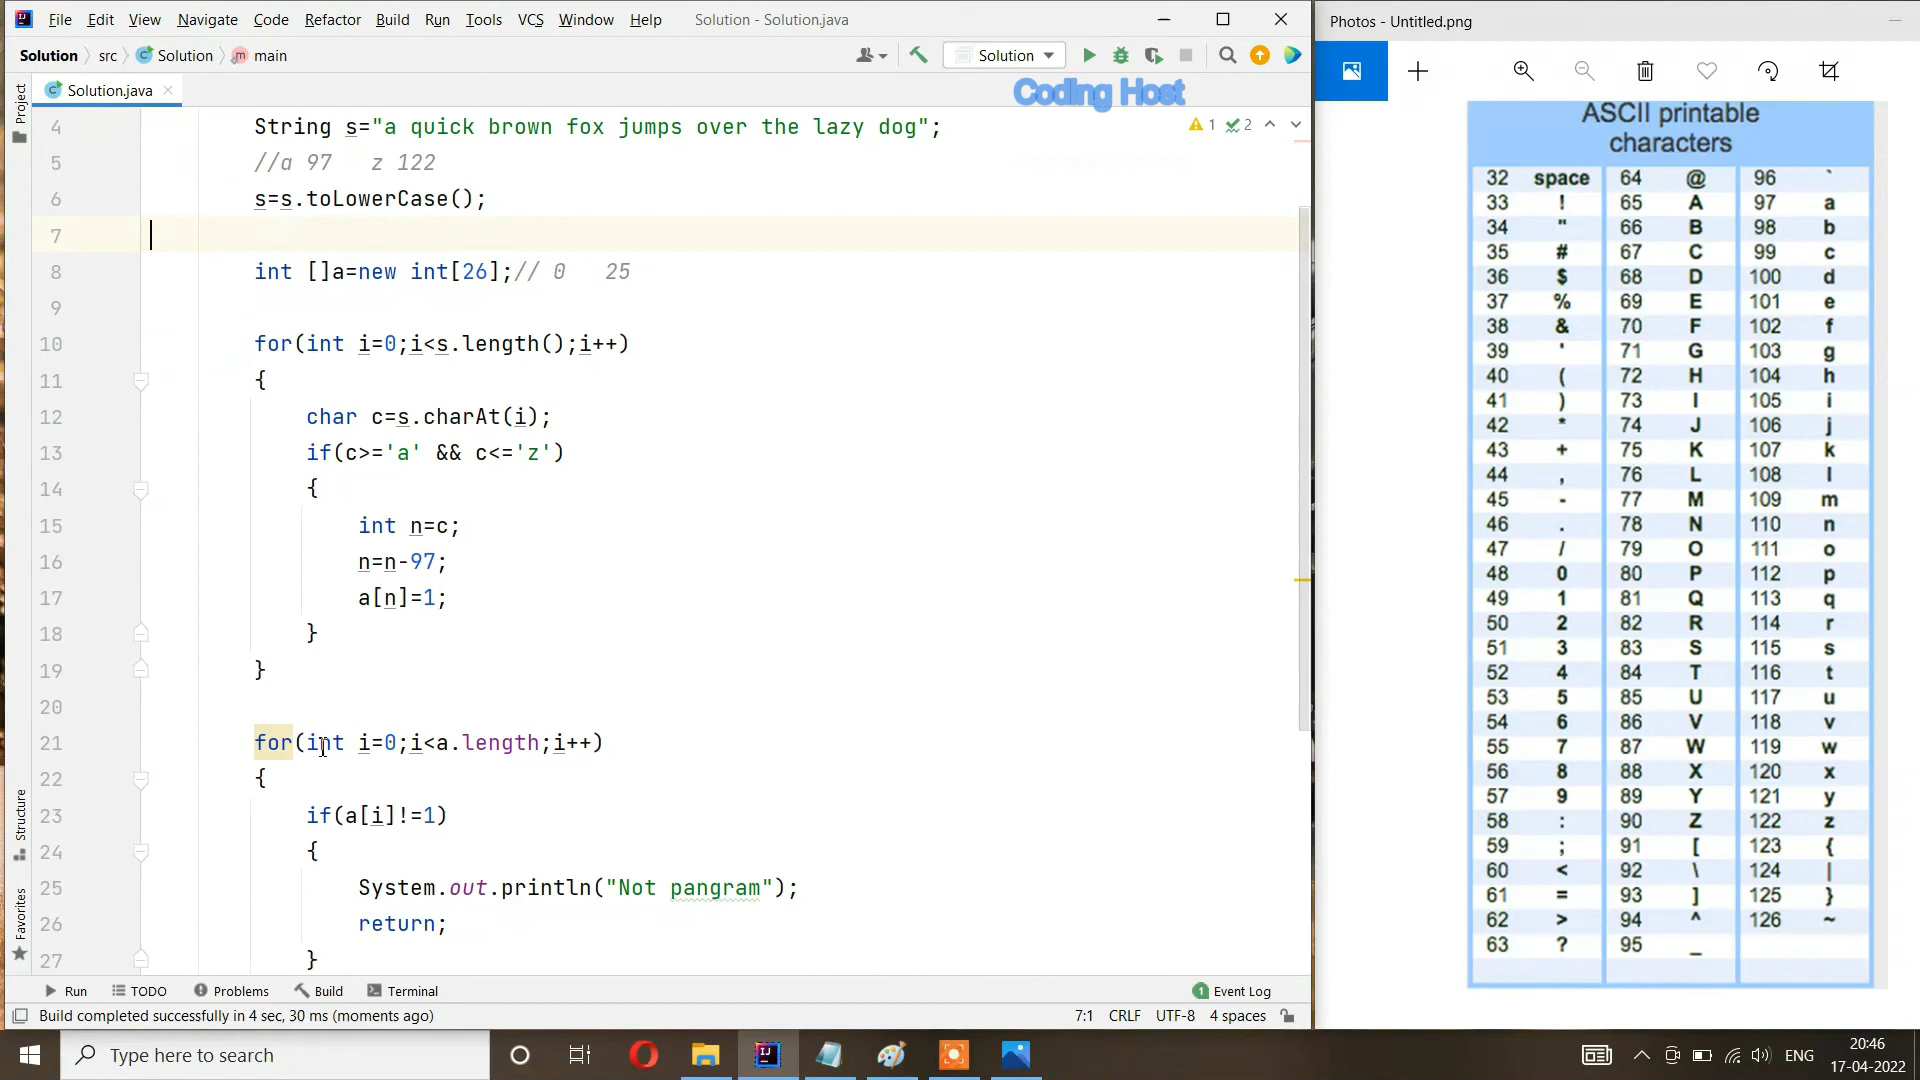 File Edit View Navigate Code Refactor Build Run Tools VCS Window Help Solution - Solution.java
Solution src Solution main Solution
Solution.java
Coding Host
Project
Structure
Favorites
4 String s="a quick brown fox jumps over the lazy dog";
5 //a 97 z 122
6 s=s.toLowerCase();
7
8 int []a=new int[26];// 0 25
9
10 for(int i=0;i<s.length();i++)
11 {
12 char c=s.charAt(i);
13 if(c>='a' && c<='z')
14 {
15 int n=c;
16 n=n-97;
17 a[n]=1;
18 }
19 }
20
21 for(int i=0;i<a.length;i++)
22 {
23 if(a[i]!=1)
24 {
25 System.out.println("Not pangram");
26 return;
27 }
1 2
Run TODO Problems Build Terminal 1 Event Log
Build completed successfully in 4 sec, 30 ms (moments ago) 7:1 CRLF UTF-8 4 spaces
Photos - Untitled.png
ASCII printable
characters
32 space 64 @ 96 `
33 ! 65 A 97 a
34 " 66 B 98 b
35 # 67 C 99 c
36 $ 68 D 100 d
37 % 69 E 101 e
38 & 70 F 102 f
39 ' 71 G 103 g
40 ( 72 H 104 h
41 ) 73 I 105 i
42 * 74 J 106 j
43 + 75 K 107 k
44 , 76 L 108 l
45 - 77 M 109 m
46 . 78 N 110 n
47 / 79 O 111 o
48 0 80 P 112 p
49 1 81 Q 113 q
50 2 82 R 114 r
51 3 83 S 115 s
52 4 84 T 116 t
53 5 85 U 117 u
54 6 86 V 118 v
55 7 87 W 119 w
56 8 88 X 120 x
57 9 89 Y 121 y
58 : 90 Z 122 z
59 ; 91 [ 123 {
60 < 92 \ 124 |
61 = 93 ] 125 }
62 > 94 ^ 126 ~
63 ? 95 _
Type here to search
ENG
20:46
17-04-2022